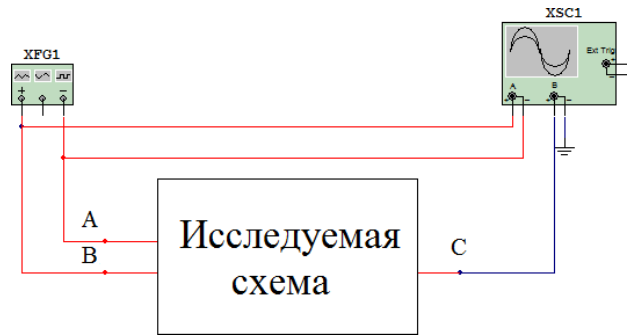 XSC1
XFG1
Ext Trig
+
-
A
B
+ - + -
+ -
A
B
Исследуемая
схема
C